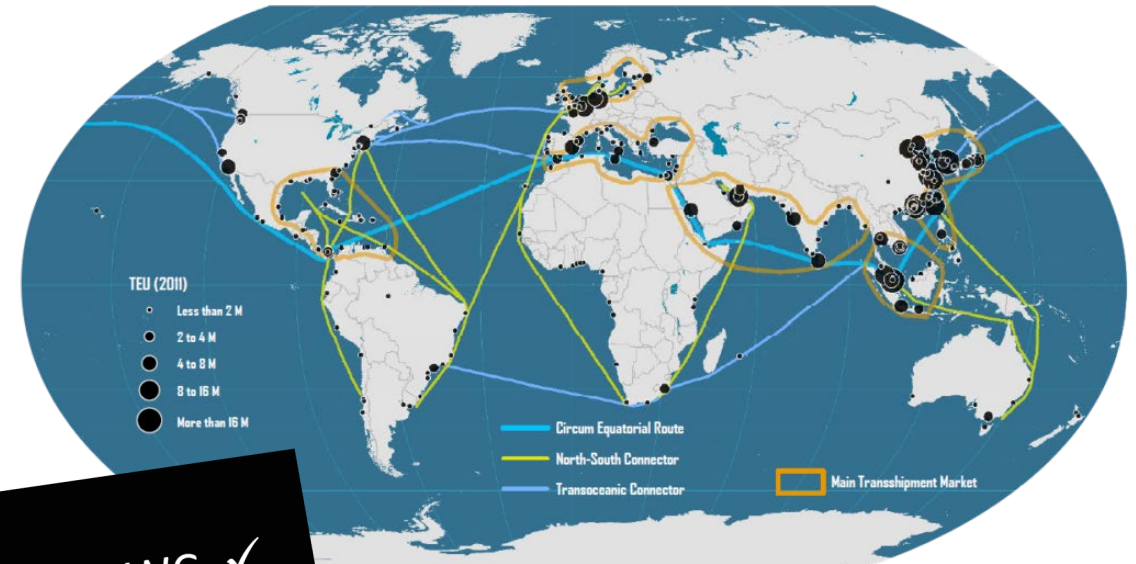 TEU (2011)
Less than 2 M
2 to 4 M
4 to 8 M
8 to 16 M
More than 16 M
Circum Equatorial Route
North-South Connector
Transoceanic Connector
Main Transshipment Market